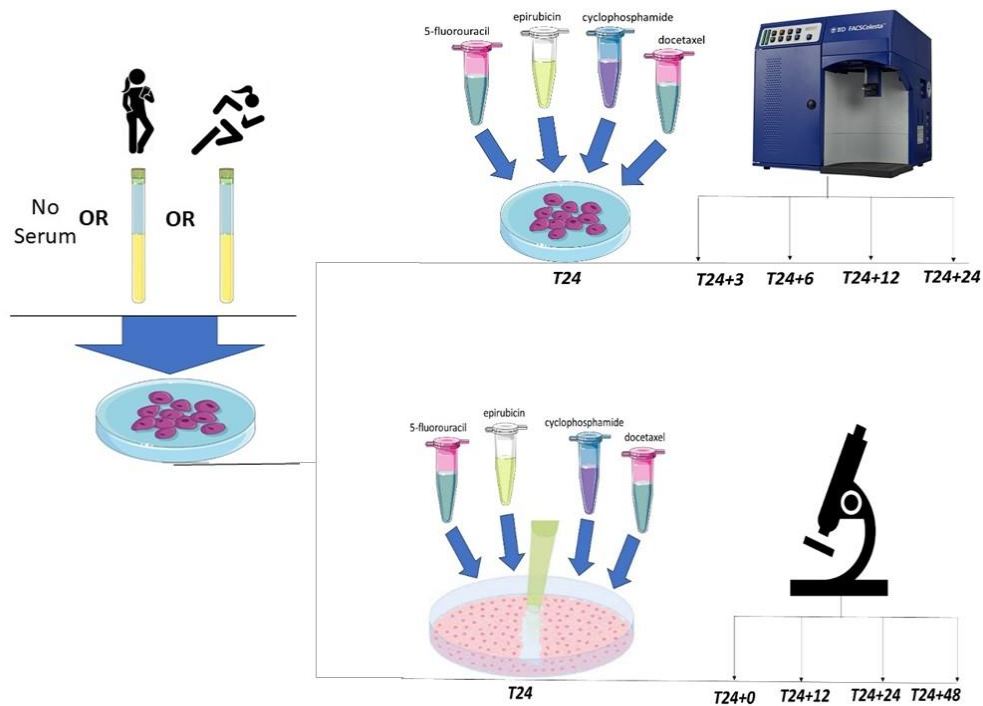 5-fluorouracil
epirubicin
cyclophosphamide
docetaxel
BD FACSCelesta
No
Serum
OR
OR
T24
T24+3
T24+6
T24+12
T24+24
5-fluorouracil
epirubicin
cyclophosphamide
docetaxel
T24
T24+0
T24+12
T24+24
T24+48